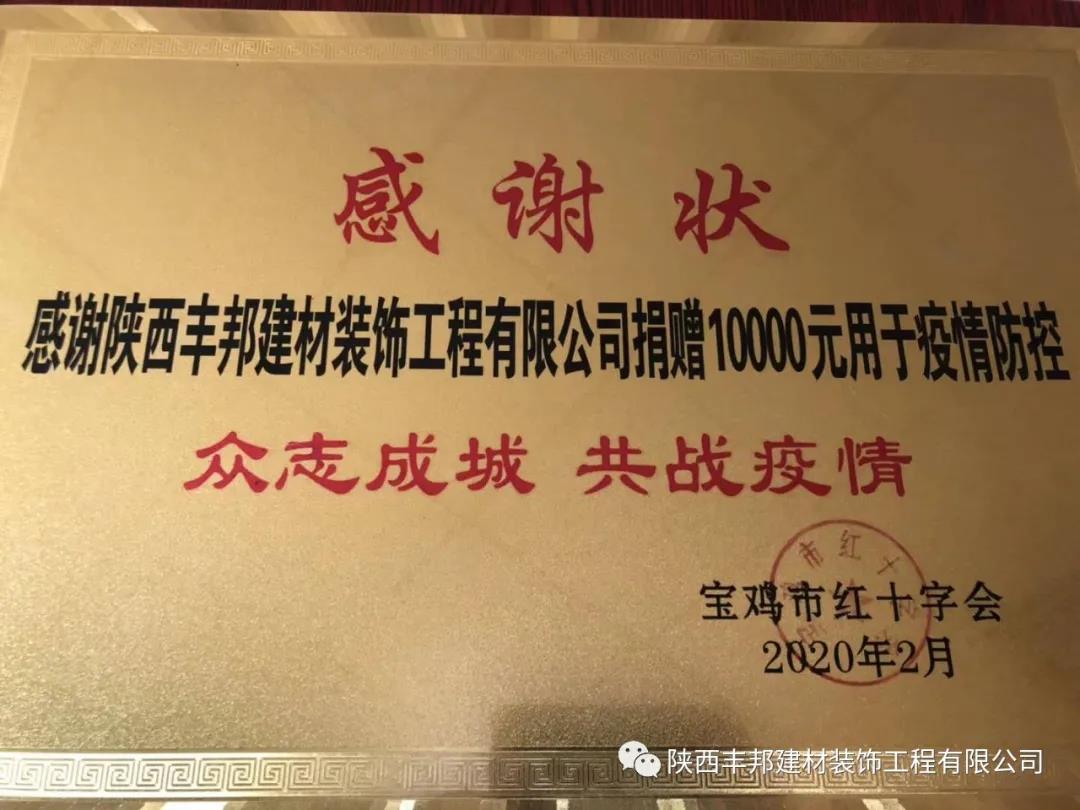 感谢状
感谢陕西丰邦建材装饰工程有限公司捐赠10000元用于疫情防控
众志成城 共战疫情
市红十
宝鸡市红十字会
2020年2月
陕西丰邦建材装饰工程有限公司